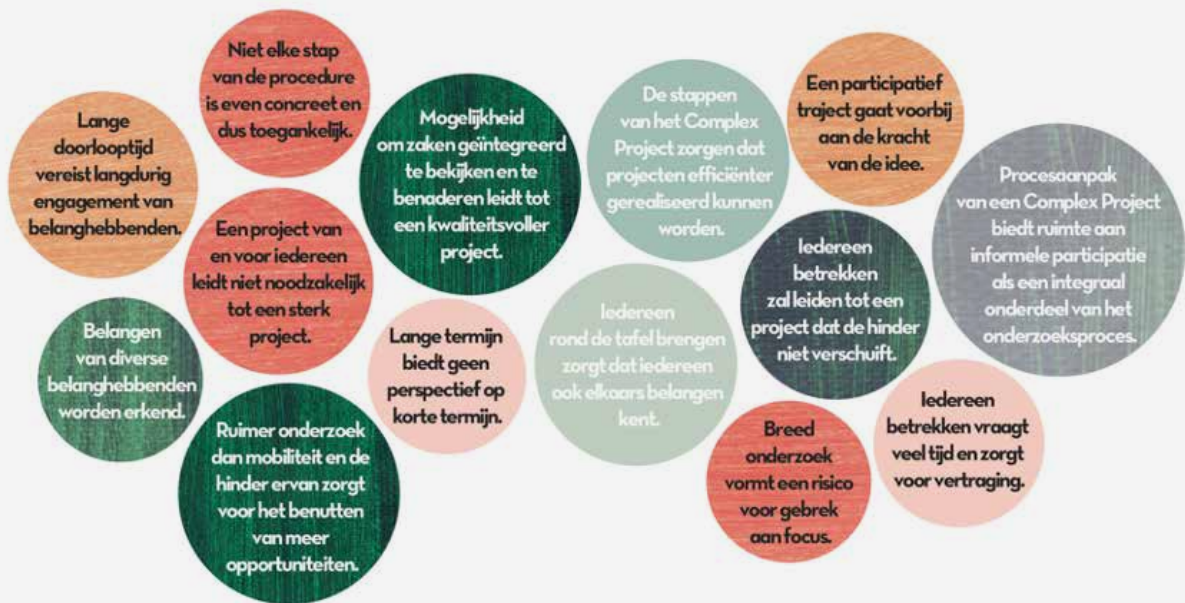 Niet elke stap
van de procedure
is even concreet en
dus toegankelijk.
Lange
doorlooptijd
vereist langdurig
engagement van
belanghebbenden.
Mogelijkheid
om zaken geïntegreerd
te bekijken en te
benaderen leidt tot
een kwaliteitsvoller
project.
De stappen
van het Complex
Project zorgen dat
projecten efficiënter
gerealiseerd kunnen
worden.
Een participatief
traject gaat voorbij
aan de kracht
van de idee.
Procesaanpak
van een Complex Project
biedt ruimte aan
informele participatie
als een integraal
onderdeel van het
onderzoeksproces.
Een project van
en voor iedereen
leidt niet noodzakelijk
tot een sterk
project.
Iedereen
betrekken
zal leiden tot een
project dat de hinder
niet verschuift.
Belangen
van diverse
belanghebbenden
worden erkend.
Lange termijn
biedt geen
perspectief op
korte termijn.
Iedereen
rond de tafel brengen
zorgt dat iedereen
ook elkaars belangen
kent.
Ruimer onderzoek
dan mobiliteit en de
hinder ervan zorgt
voor het benutten
van meer
opportuniteiten.
Breed
onderzoek
vormt een risico
voor gebrek
aan focus.
Iedereen
betrekken vraagt
veel tijd en zorgt
voor vertraging.